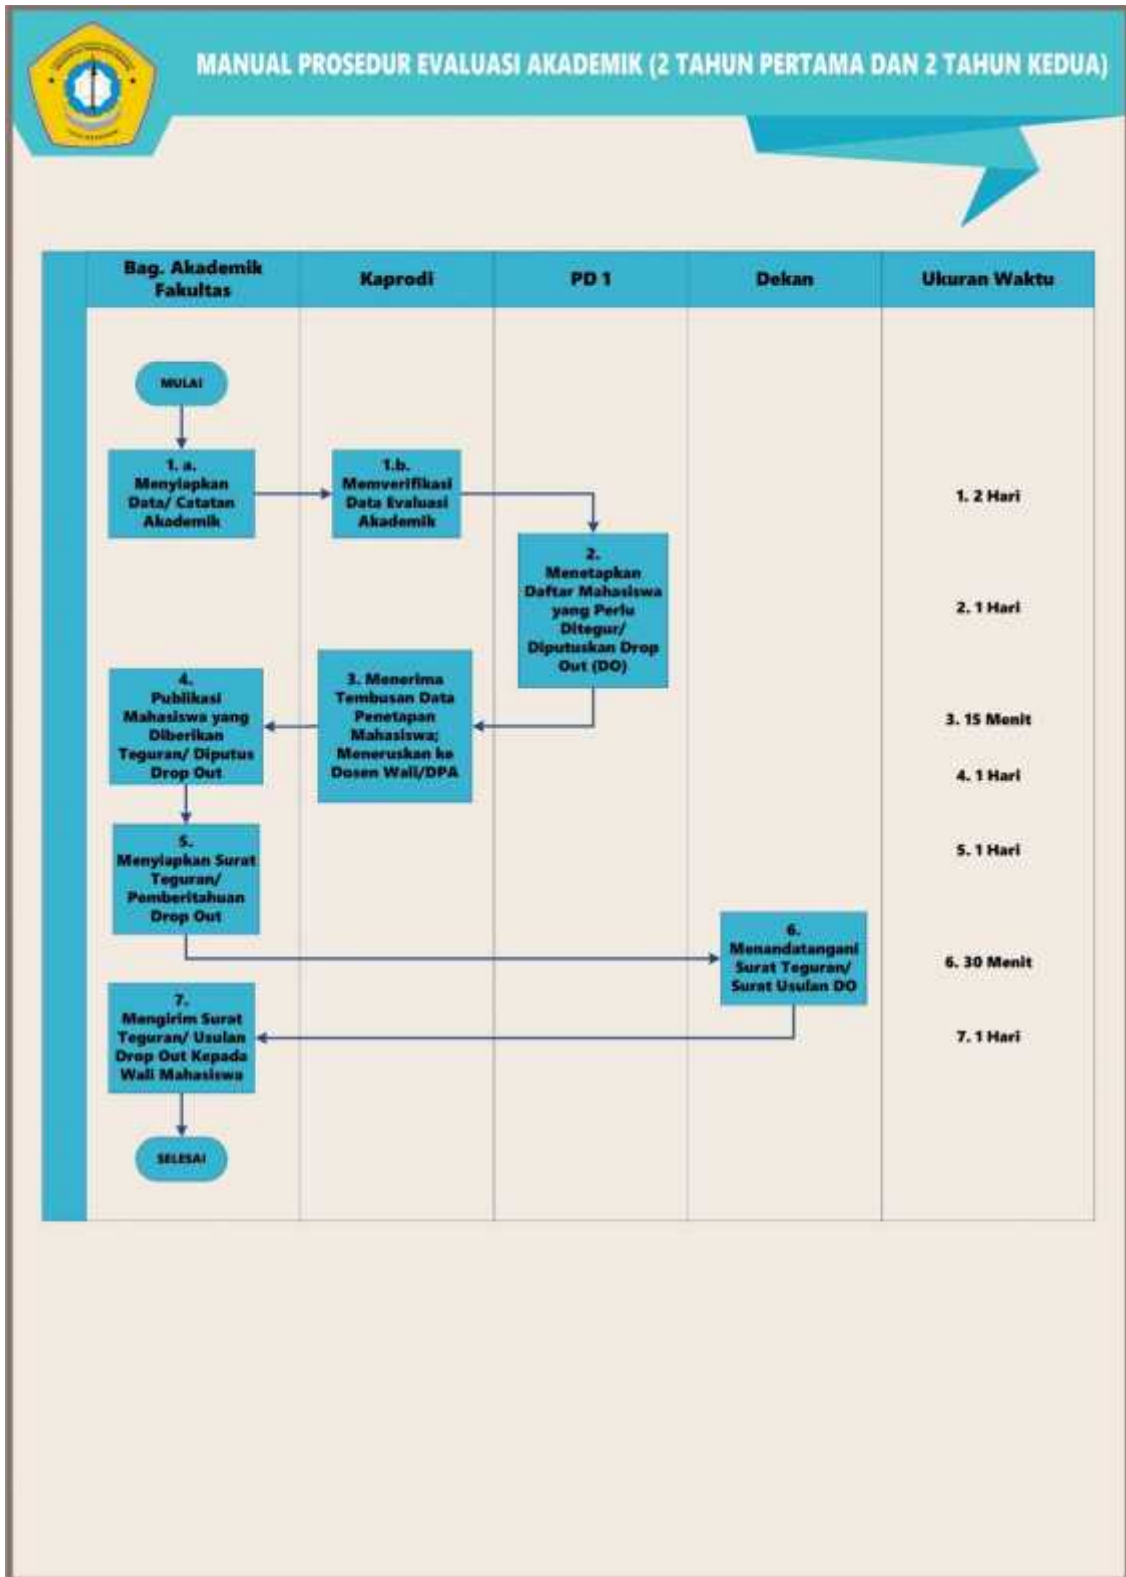 MANUAL PROSEDUR EVALUASI AKADEMIK (2 TAHUN PERTAMA DAN 2 TAHUN KEDUA)
Bag. Akademik
Fakultas
Kaprodi
PD 1
Dekan
Ukuran Waktu
MULAI
1. a.
Menyiapkan
Data/ Catatan
Akademik
1.b.
Memverifikasi
Data Evaluasi
Akademik
1. 2 Hari
2.
Menetapkan
Daftar Mahasiswa
yang Perlu
Ditegur/
Diputuskan Drop
Out (DO)
2. 1 Hari
3. Menerima
Tembusan Data
Penetapan
Mahasiswa;
Meneruskan ke
Dosen Wali/DPA
3. 15 Menit
4.
Publikasi
Mahasiswa yang
Diberikan
Teguran/ Diputus
Drop Out
4. 1 Hari
5.
Menyiapkan Surat
Teguran/
Pemberitahuan
Drop Out
5. 1 Hari
6.
Menandatangani
Surat Teguran/
Surat Usulan DO
6. 30 Menit
7.
Mengirim Surat
Teguran/ Usulan
Drop Out Kepada
Wali Mahasiswa
7. 1 Hari
SELESAI